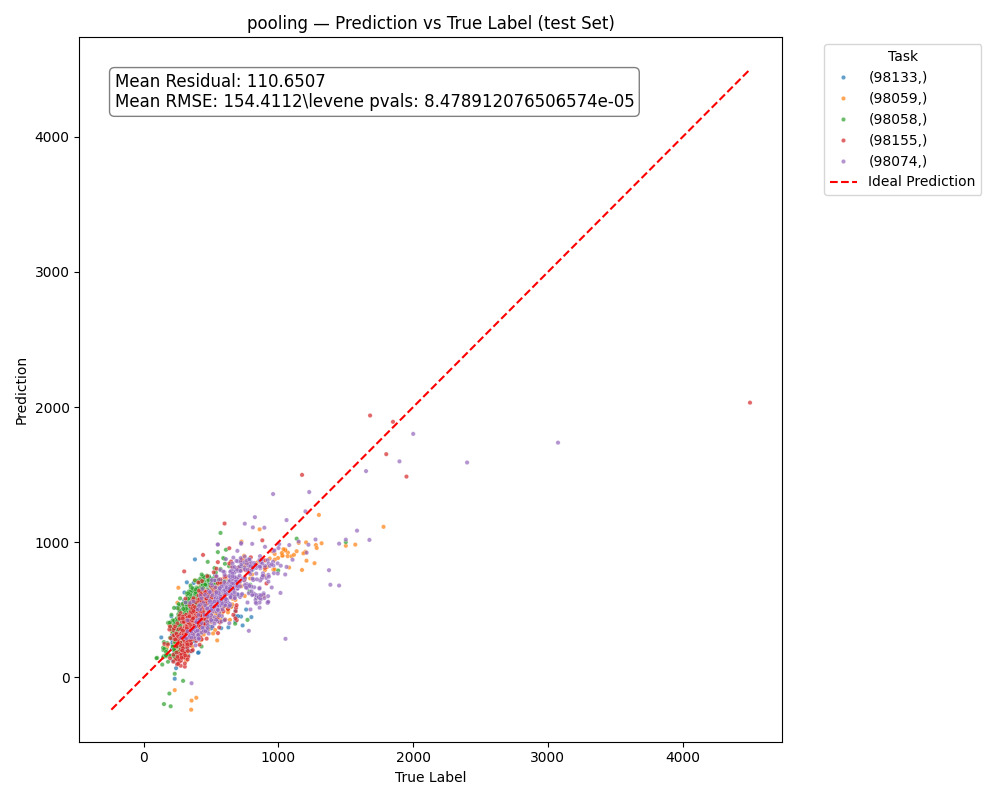 pooling — Prediction vs True Label (test Set)
Mean Residual: 110.6507
Mean RMSE: 154.4112\levene pvals: 8.478912076506574e-05
Task
(98133,)
(98059,)
(98058,)
(98155,)
(98074,)
Ideal Prediction
Prediction
4000
3000
2000
1000
0
0
1000
2000
3000
4000
True Label